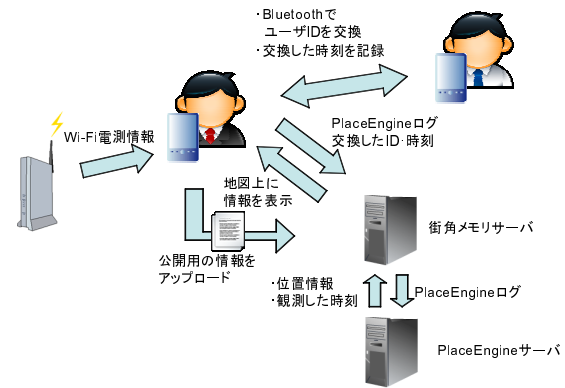 ・Bluetoothで
ユーザIDを交換
・交換した時刻を記録
Wi-Fi電測情報
PlaceEngineログ
交換したID・時刻
地図上に
情報を表示
街角メモリサーバ
公開用の情報を
アップロード
・位置情報
・観測した時刻
PlaceEngineログ
PlaceEngineサーバ